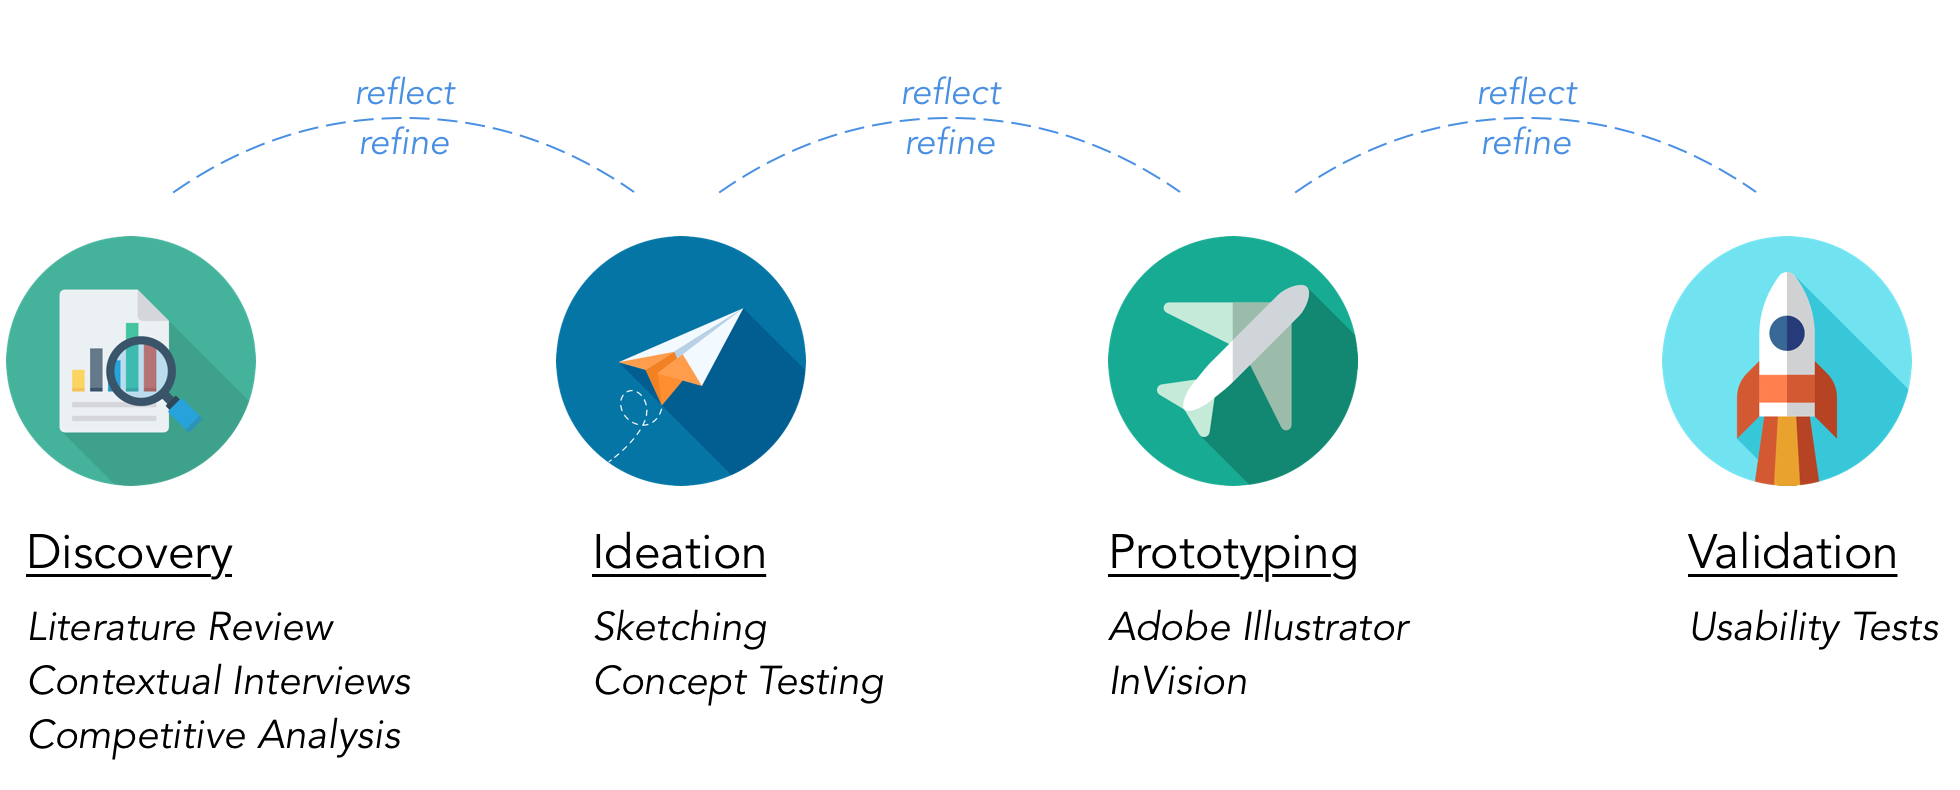 reflect
refine
reflect
refine
reflect
refine
Discovery
Literature Review
Contextual Interviews
Competitive Analysis
Ideation
Sketching
Concept Testing
Prototyping
Adobe Illustrator
InVision
Validation
Usability Tests